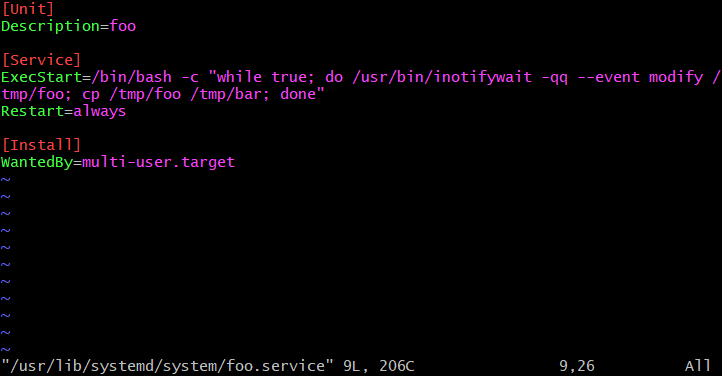 [Unit]
Description=foo

[Service]
ExecStart=/bin/bash -c "while true; do /usr/bin/inotifywait -qq --event modify /
tmp/foo; cp /tmp/foo /tmp/bar; done"
Restart=always

[Install]
WantedBy=multi-user.target
~
~
~
~
~
~
~
~
~
~
~
"/usr/lib/systemd/system/foo.service" 9L, 206C 9,26 All